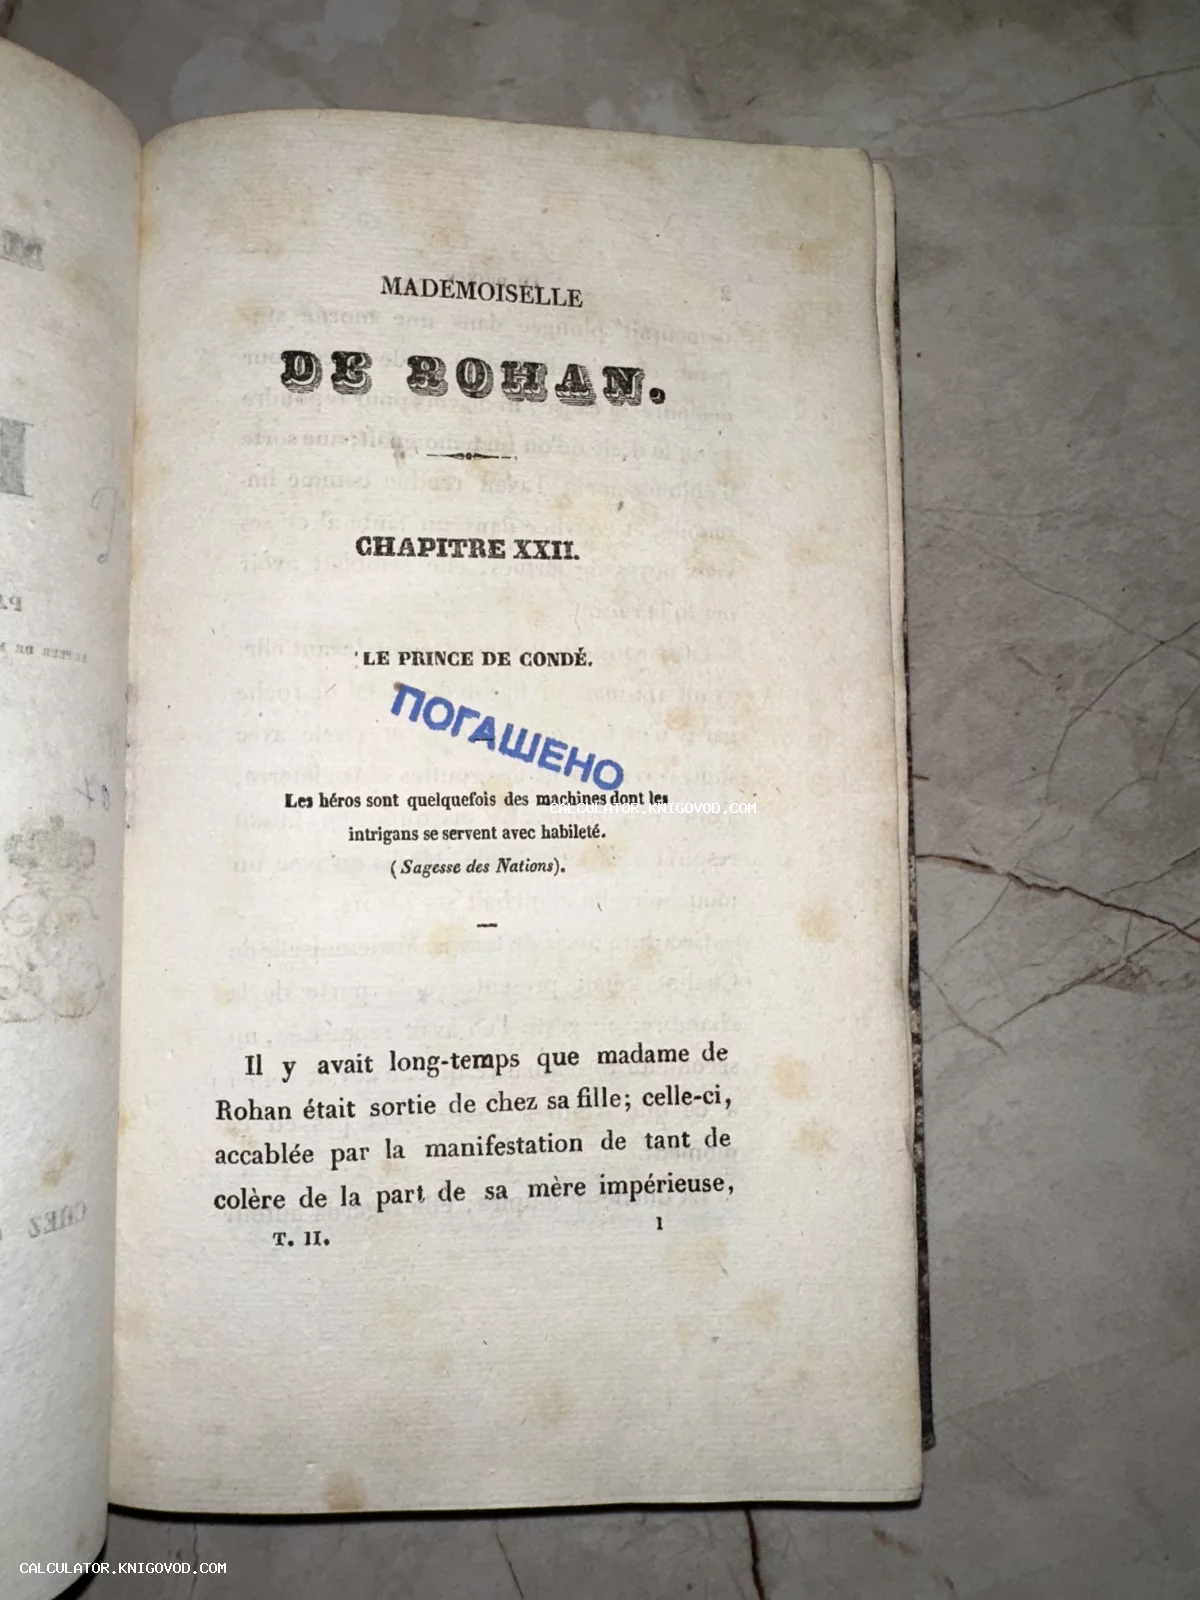 MADEMOISELLE
DE ROHAN.
CHAPITRE XXII.
LE PRINCE DE CONDÉ.
ПОГАШЕНО
Les héros sont quelquefois des machines dont les
CALCULATOR.KNIGOVOD.COM
intrigans se servent avec habileté.
(Sagesse des Nations).
Il y avait long-temps que madame de
Rohan était sortie de chez sa fille; celle-ci,
accablée par la manifestation de tant de
colère de la part de sa mère impérieuse,
T. II. 1
CALCULATOR.KNIGOVOD.COM